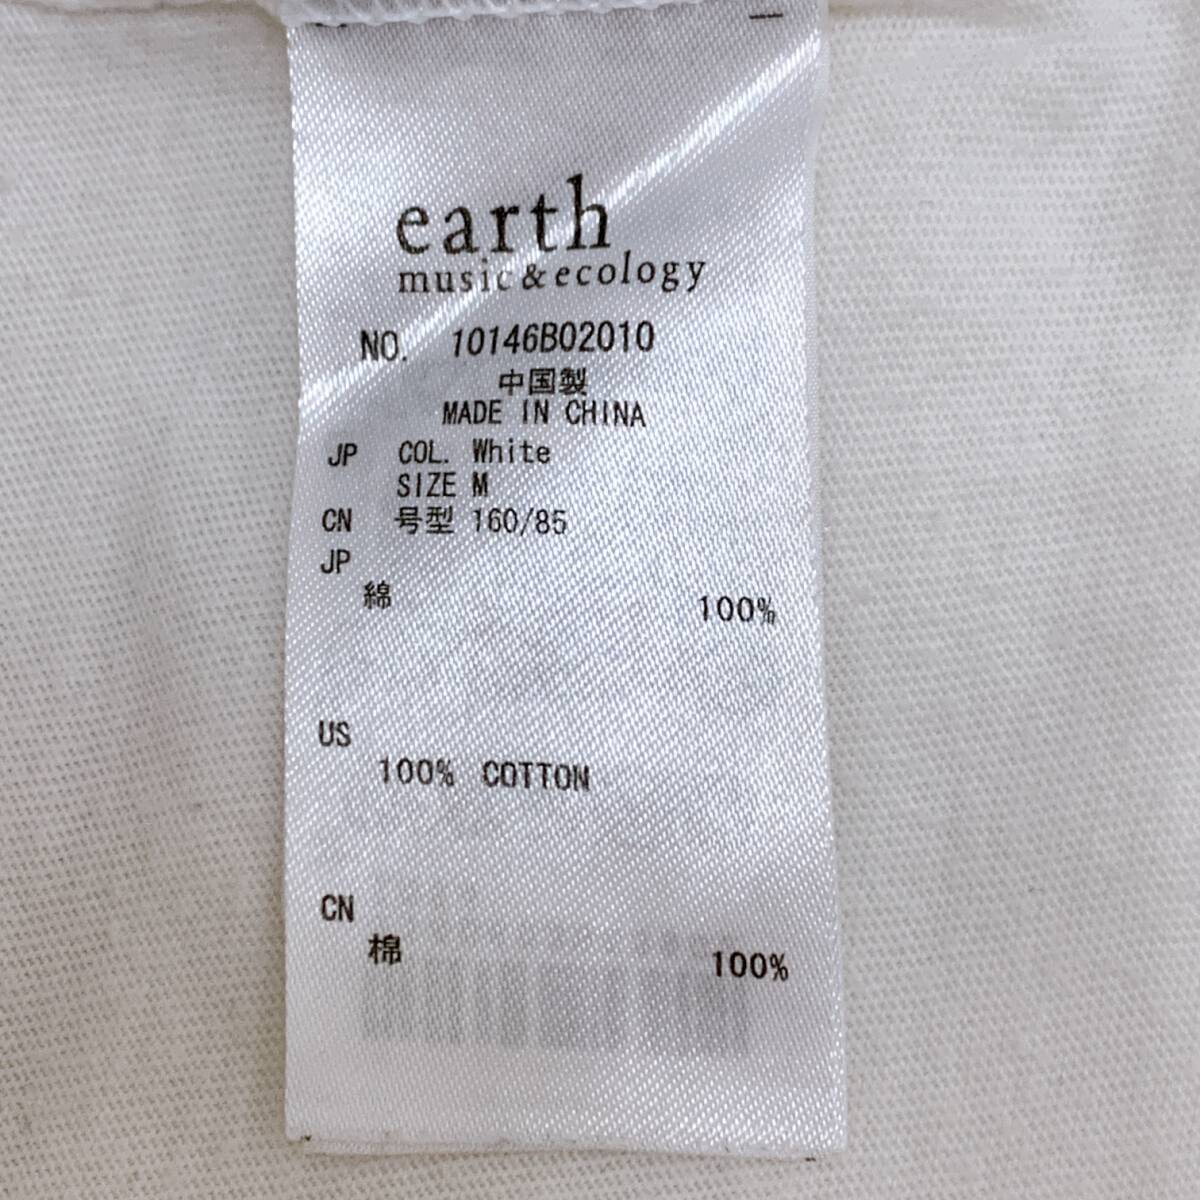 earth
music & ecology
NO. 10146B02010
中国製
MADE IN CHINA
JP COL. White
SIZE M
CN 号型 160/85
JP
綿 100%
US
100% COTTON
CN
棉 100%